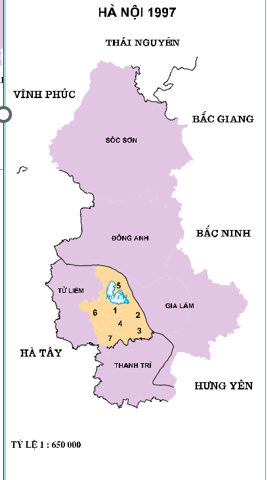 HÀ NỘI 1997
THÁI NGUYÊN
VĨNH PHÚC
BẮC GIANG
SÓC SƠN
BẮC NINH
ĐÔNG ANH
TỪ LIÊM
5
GIA LÂM
6
1
2
4
3
7
HÀ TÂY
THANH TRÌ
HƯNG YÊN
TỶ LỆ 1 : 650 000